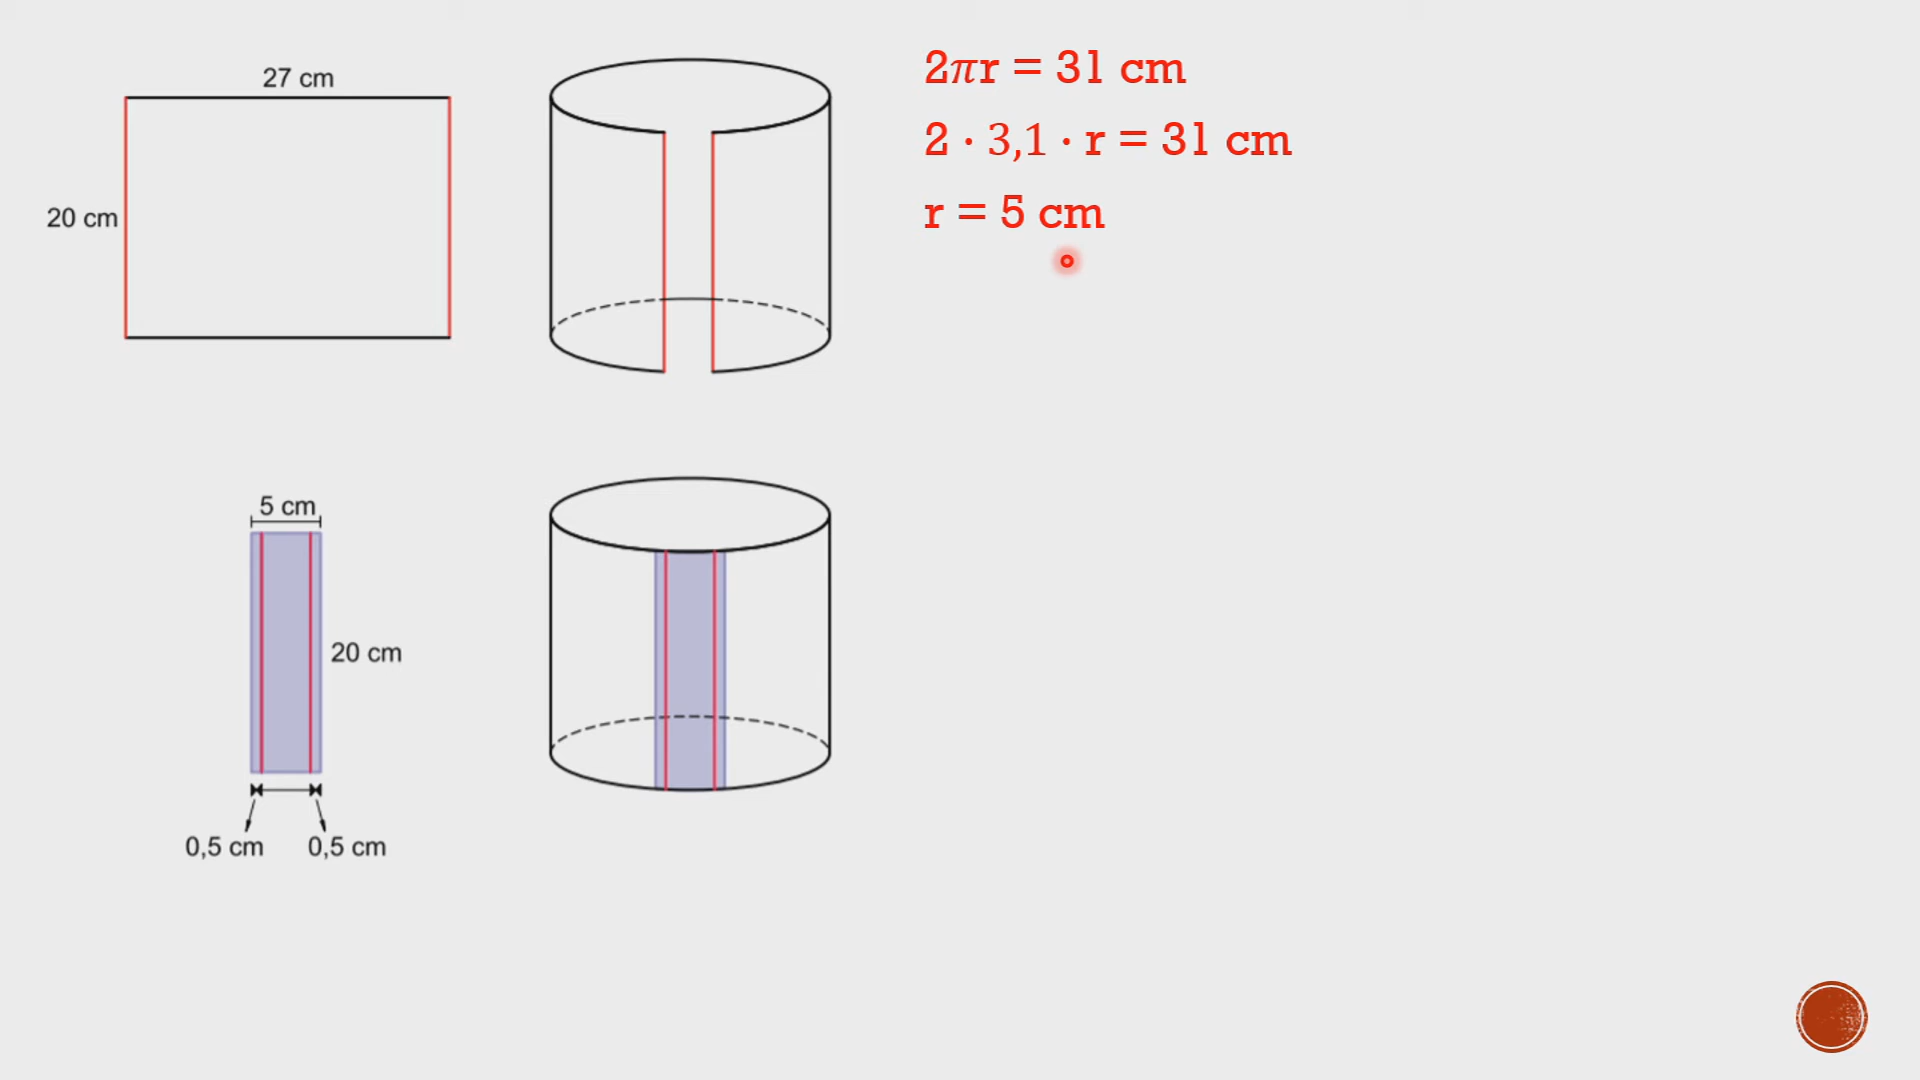 27 cm
20 cm
2πr = 31 cm
2 · 3,1 · r = 31 cm
r = 5 cm
5 cm
20 cm
0,5 cm
0,5 cm